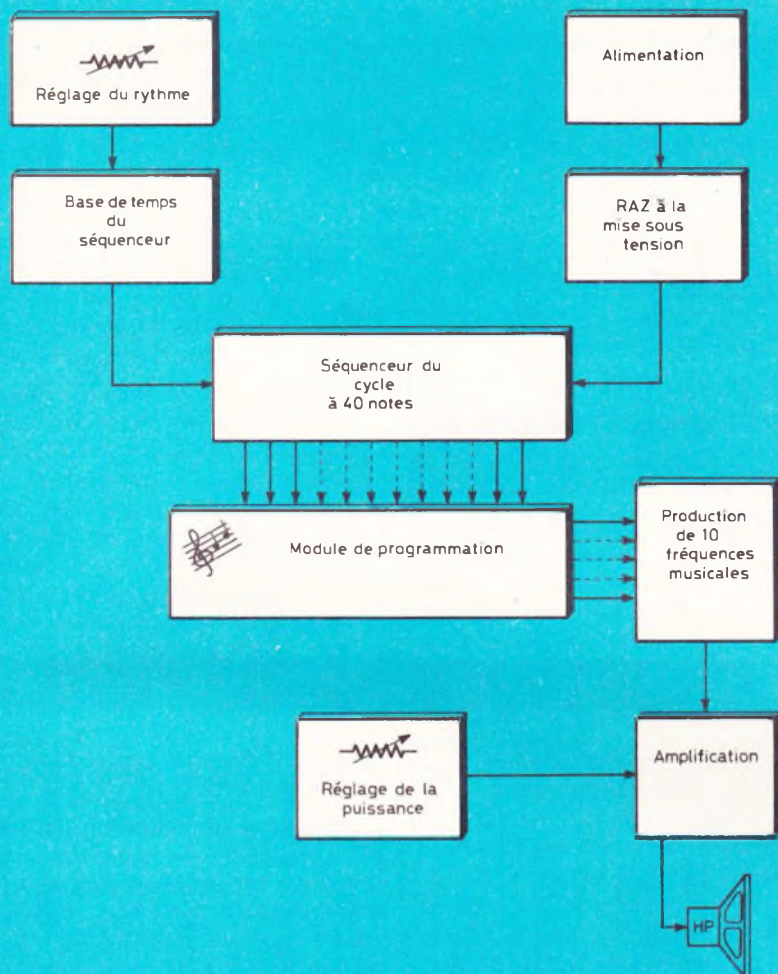 Réglage du rythme
Alimentation
Base de temps
du
séquenceur
RAZ à la
mise sous
tension
Séquenceur du
cycle
à 40 notes
Module de programmation
Production
de 10
fréquences
musicales
Réglage de la
puissance
Amplification
HP